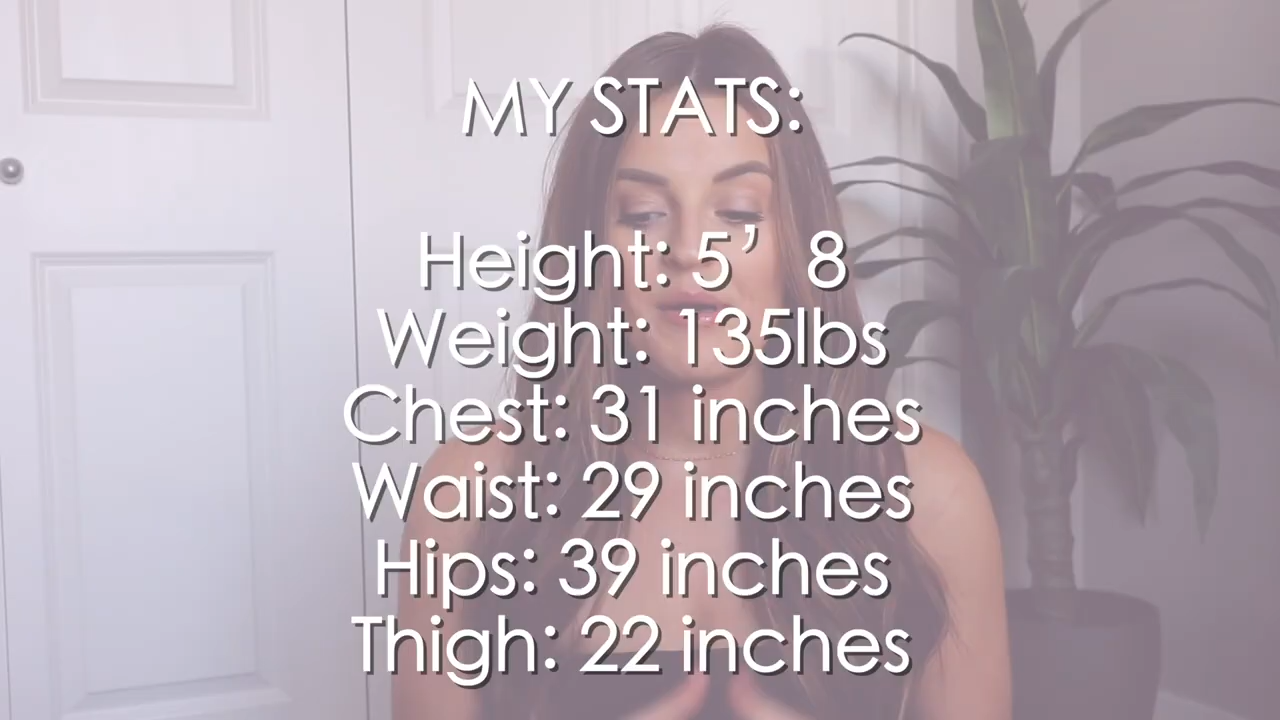 MY STATS:
Height: 5’ 8
Weight: 135lbs
Chest: 31 inches
Waist: 29 inches
Hips: 39 inches
Thigh: 22 inches